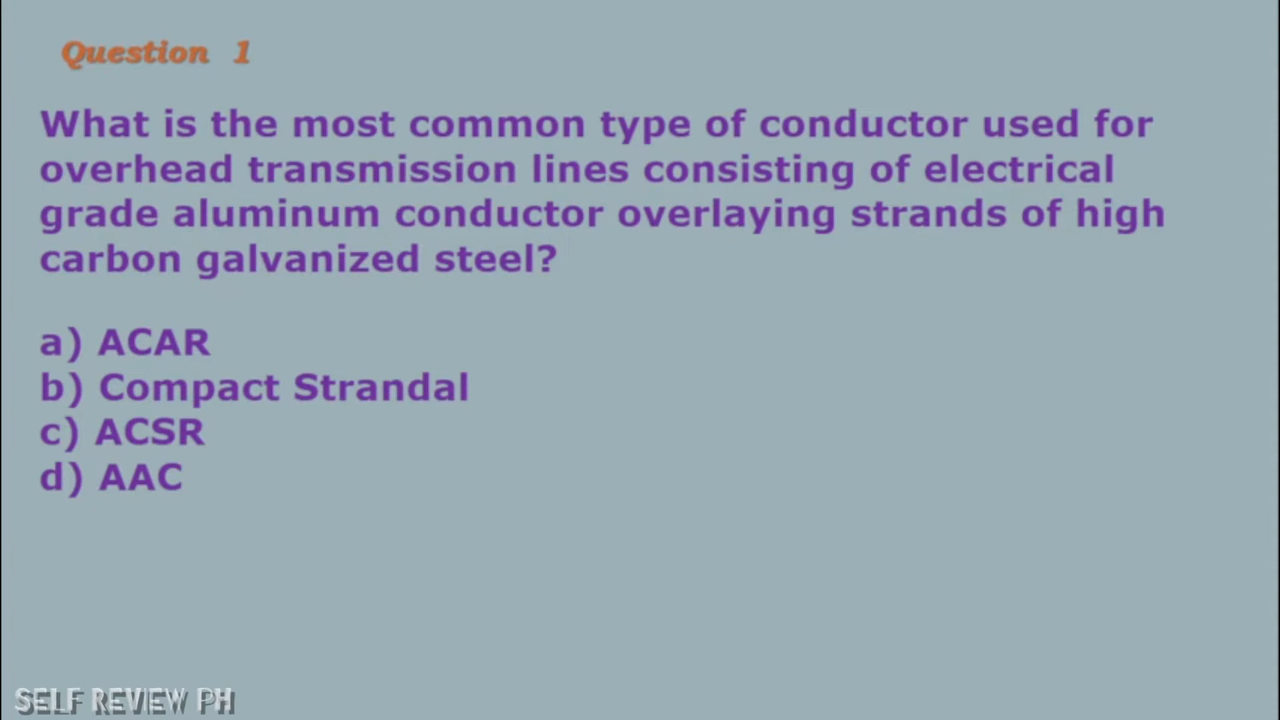 Question 1
What is the most common type of conductor used for
overhead transmission lines consisting of electrical
grade aluminum conductor overlaying strands of high
carbon galvanized steel?
a) ACAR
b) Compact Strandal
c) ACSR
d) AAC
SELF REVIEW PH